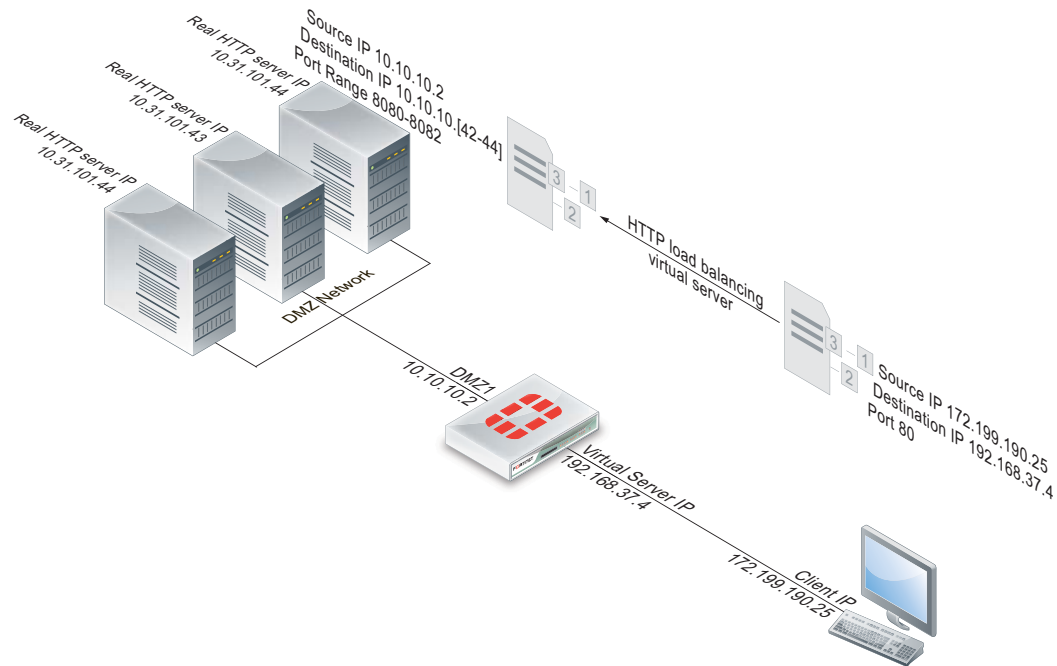 Real HTTP server IP
10.31.101.44
Real HTTP server IP
10.31.101.43
Real HTTP server IP
10.31.101.44
Source IP 10.10.10.2
Destination IP 10.10.10.[42-44]
Port Range 8080-8082
3
1
2
HTTP load balancing
virtual server
3
1
2
Source IP 172.199.190.25
Destination IP 192.168.37.4
Port 80
DMZ Network
DMZ1
10.10.10.2
FORTINET
Virtual Server IP
192.168.37.4
Client IP
172.199.190.25